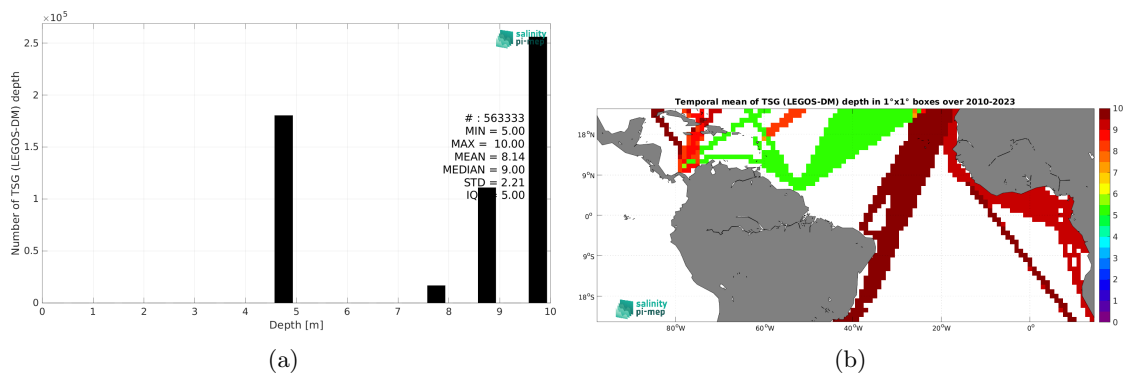 ×10⁵
2.5
2
1.5
1
0.5
0
Number of TSG (LEGOS-DM) depth
salinity
pi-mep
# : 563333
MIN = 5.00
MAX = 10.00
MEAN = 8.14
MEDIAN = 9.00
STD = 2.21
= 5.00
0 1 2 3 4 5 6 7 8 9 10
Depth [m]
(a)
Temporal mean of TSG (LEGOS-DM) depth in 1°x1° boxes over 2010-2023
18°N
9°N
0°
9°S
18°S
80°W 60°W 40°W 20°W 0°
salinity
pi-mep
10
9
8
7
6
5
4
3
2
1
0
(b)